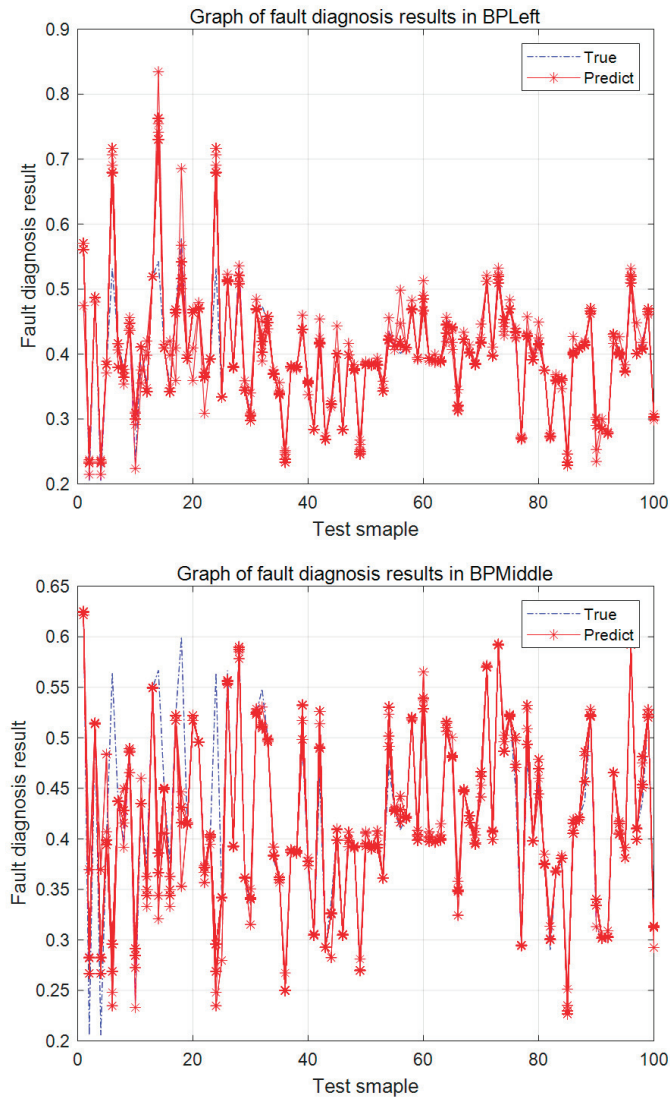 Graph of fault diagnosis results in BPLeft
0.9
0.8
0.7
0.6
0.5
0.4
0.3
0.2
Fault diagnosis result
True
Predict
0 20 40 60 80 100
Test smaple
Graph of fault diagnosis results in BPMiddle
0.65
0.6
0.55
0.5
0.45
0.4
0.35
0.3
0.25
0.2
Fault diagnosis result
True
Predict
0 20 40 60 80 100
Test smaple